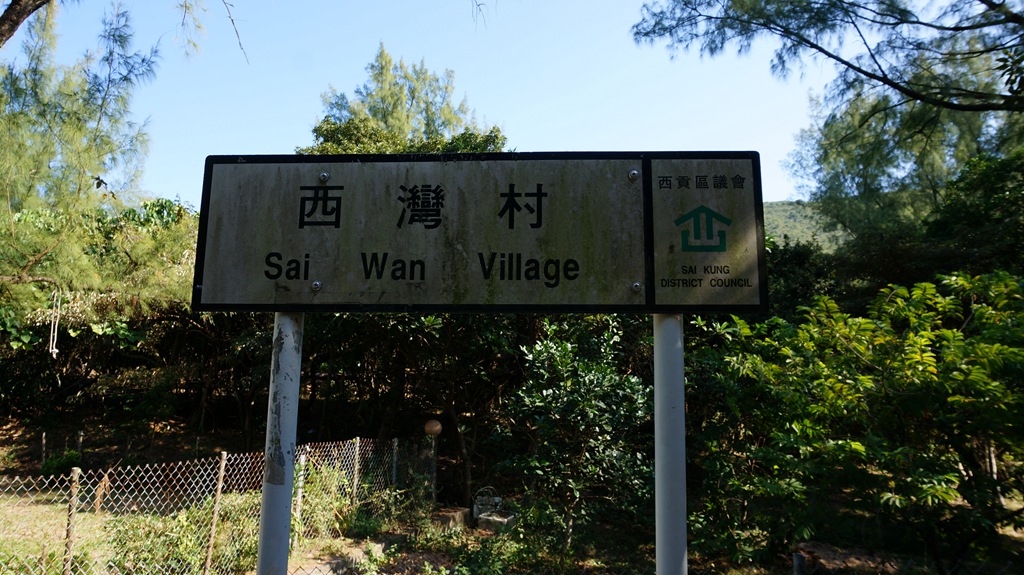 西灣村
Sai Wan Village
西貢區議會
SAI KUNG
DISTRICT COUNCIL